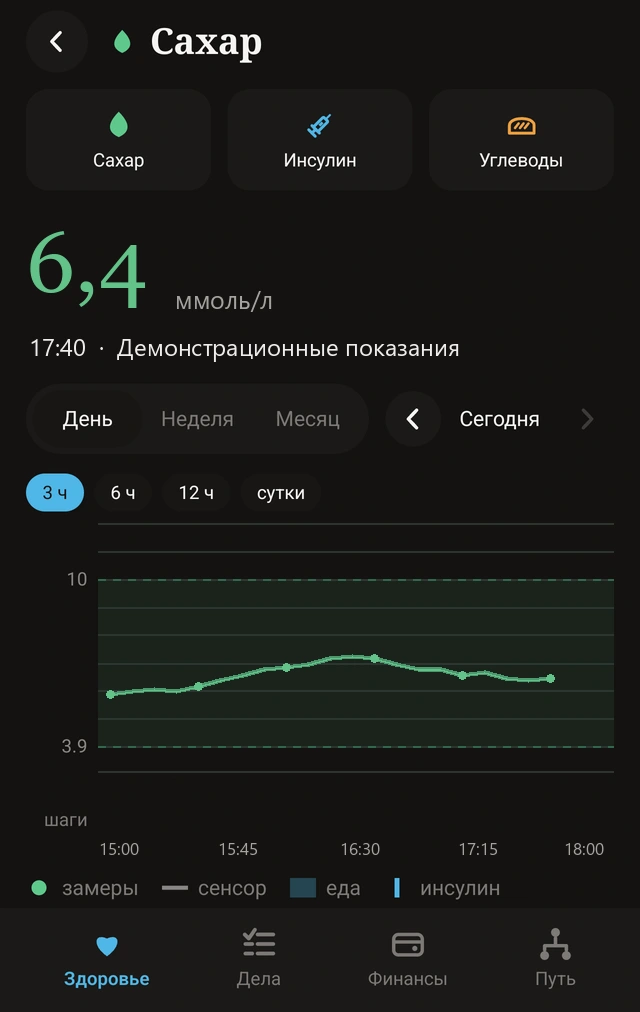 Сахар
Сахар Инсулин Углеводы
6,4 ммоль/л
17:40 · Демонстрационные показания
День Неделя Месяц Сегодня
3 ч 6 ч 12 ч сутки
10
3.9
шаги
15:00 15:45 16:30 17:15 18:00
замеры сенсор еда инсулин
Здоровье Дела Финансы Путь